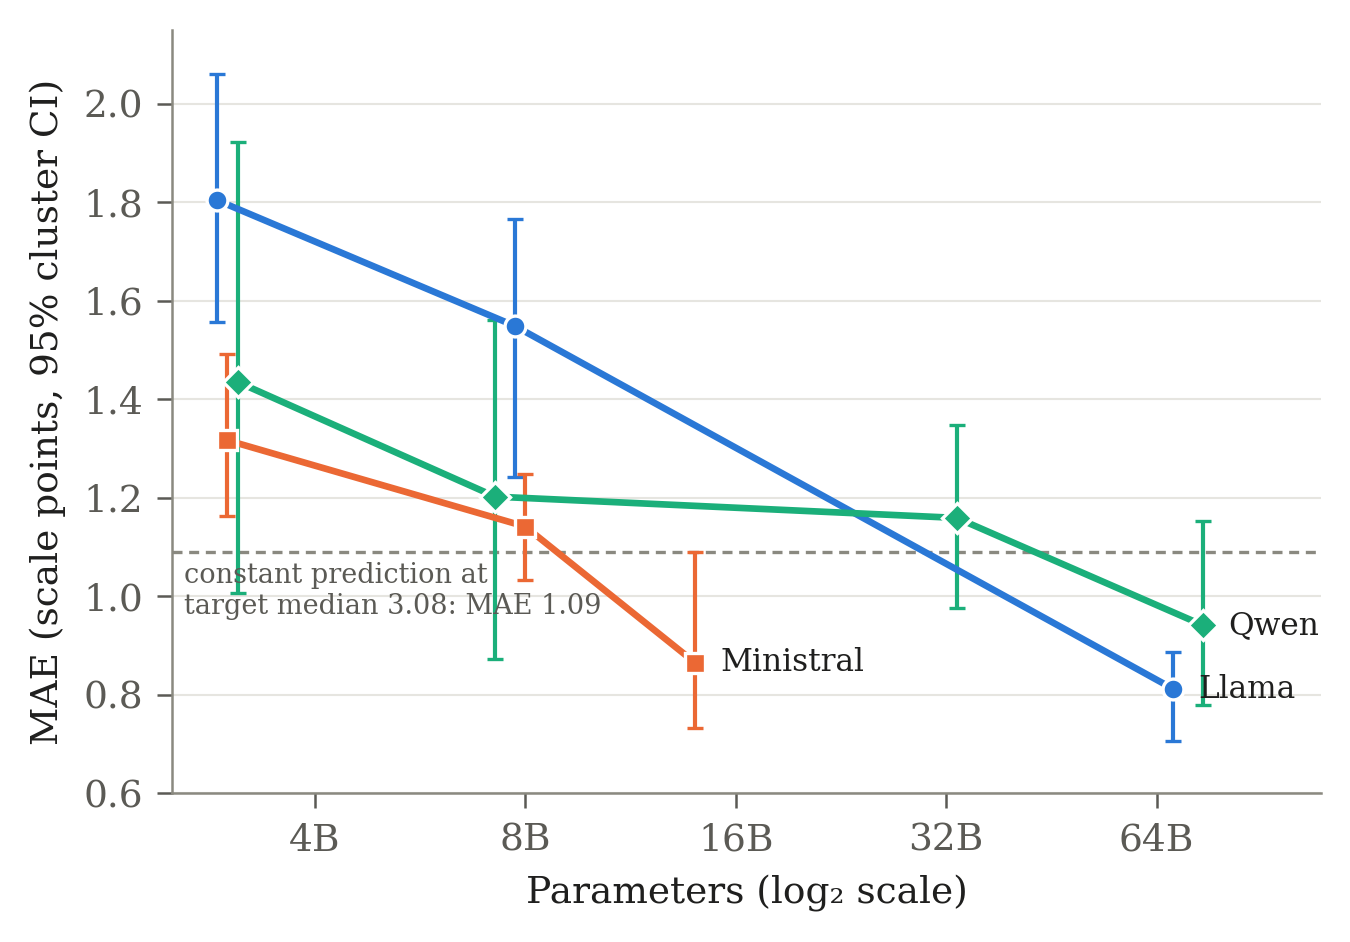 MAE (scale points, 95% cluster CI)
2.0
1.8
1.6
1.4
1.2
1.0
0.8
0.6
constant prediction at
target median 3.08: MAE 1.09
Qwen
Ministral
Llama
4B
8B
16B
32B
64B
Parameters (log₂ scale)